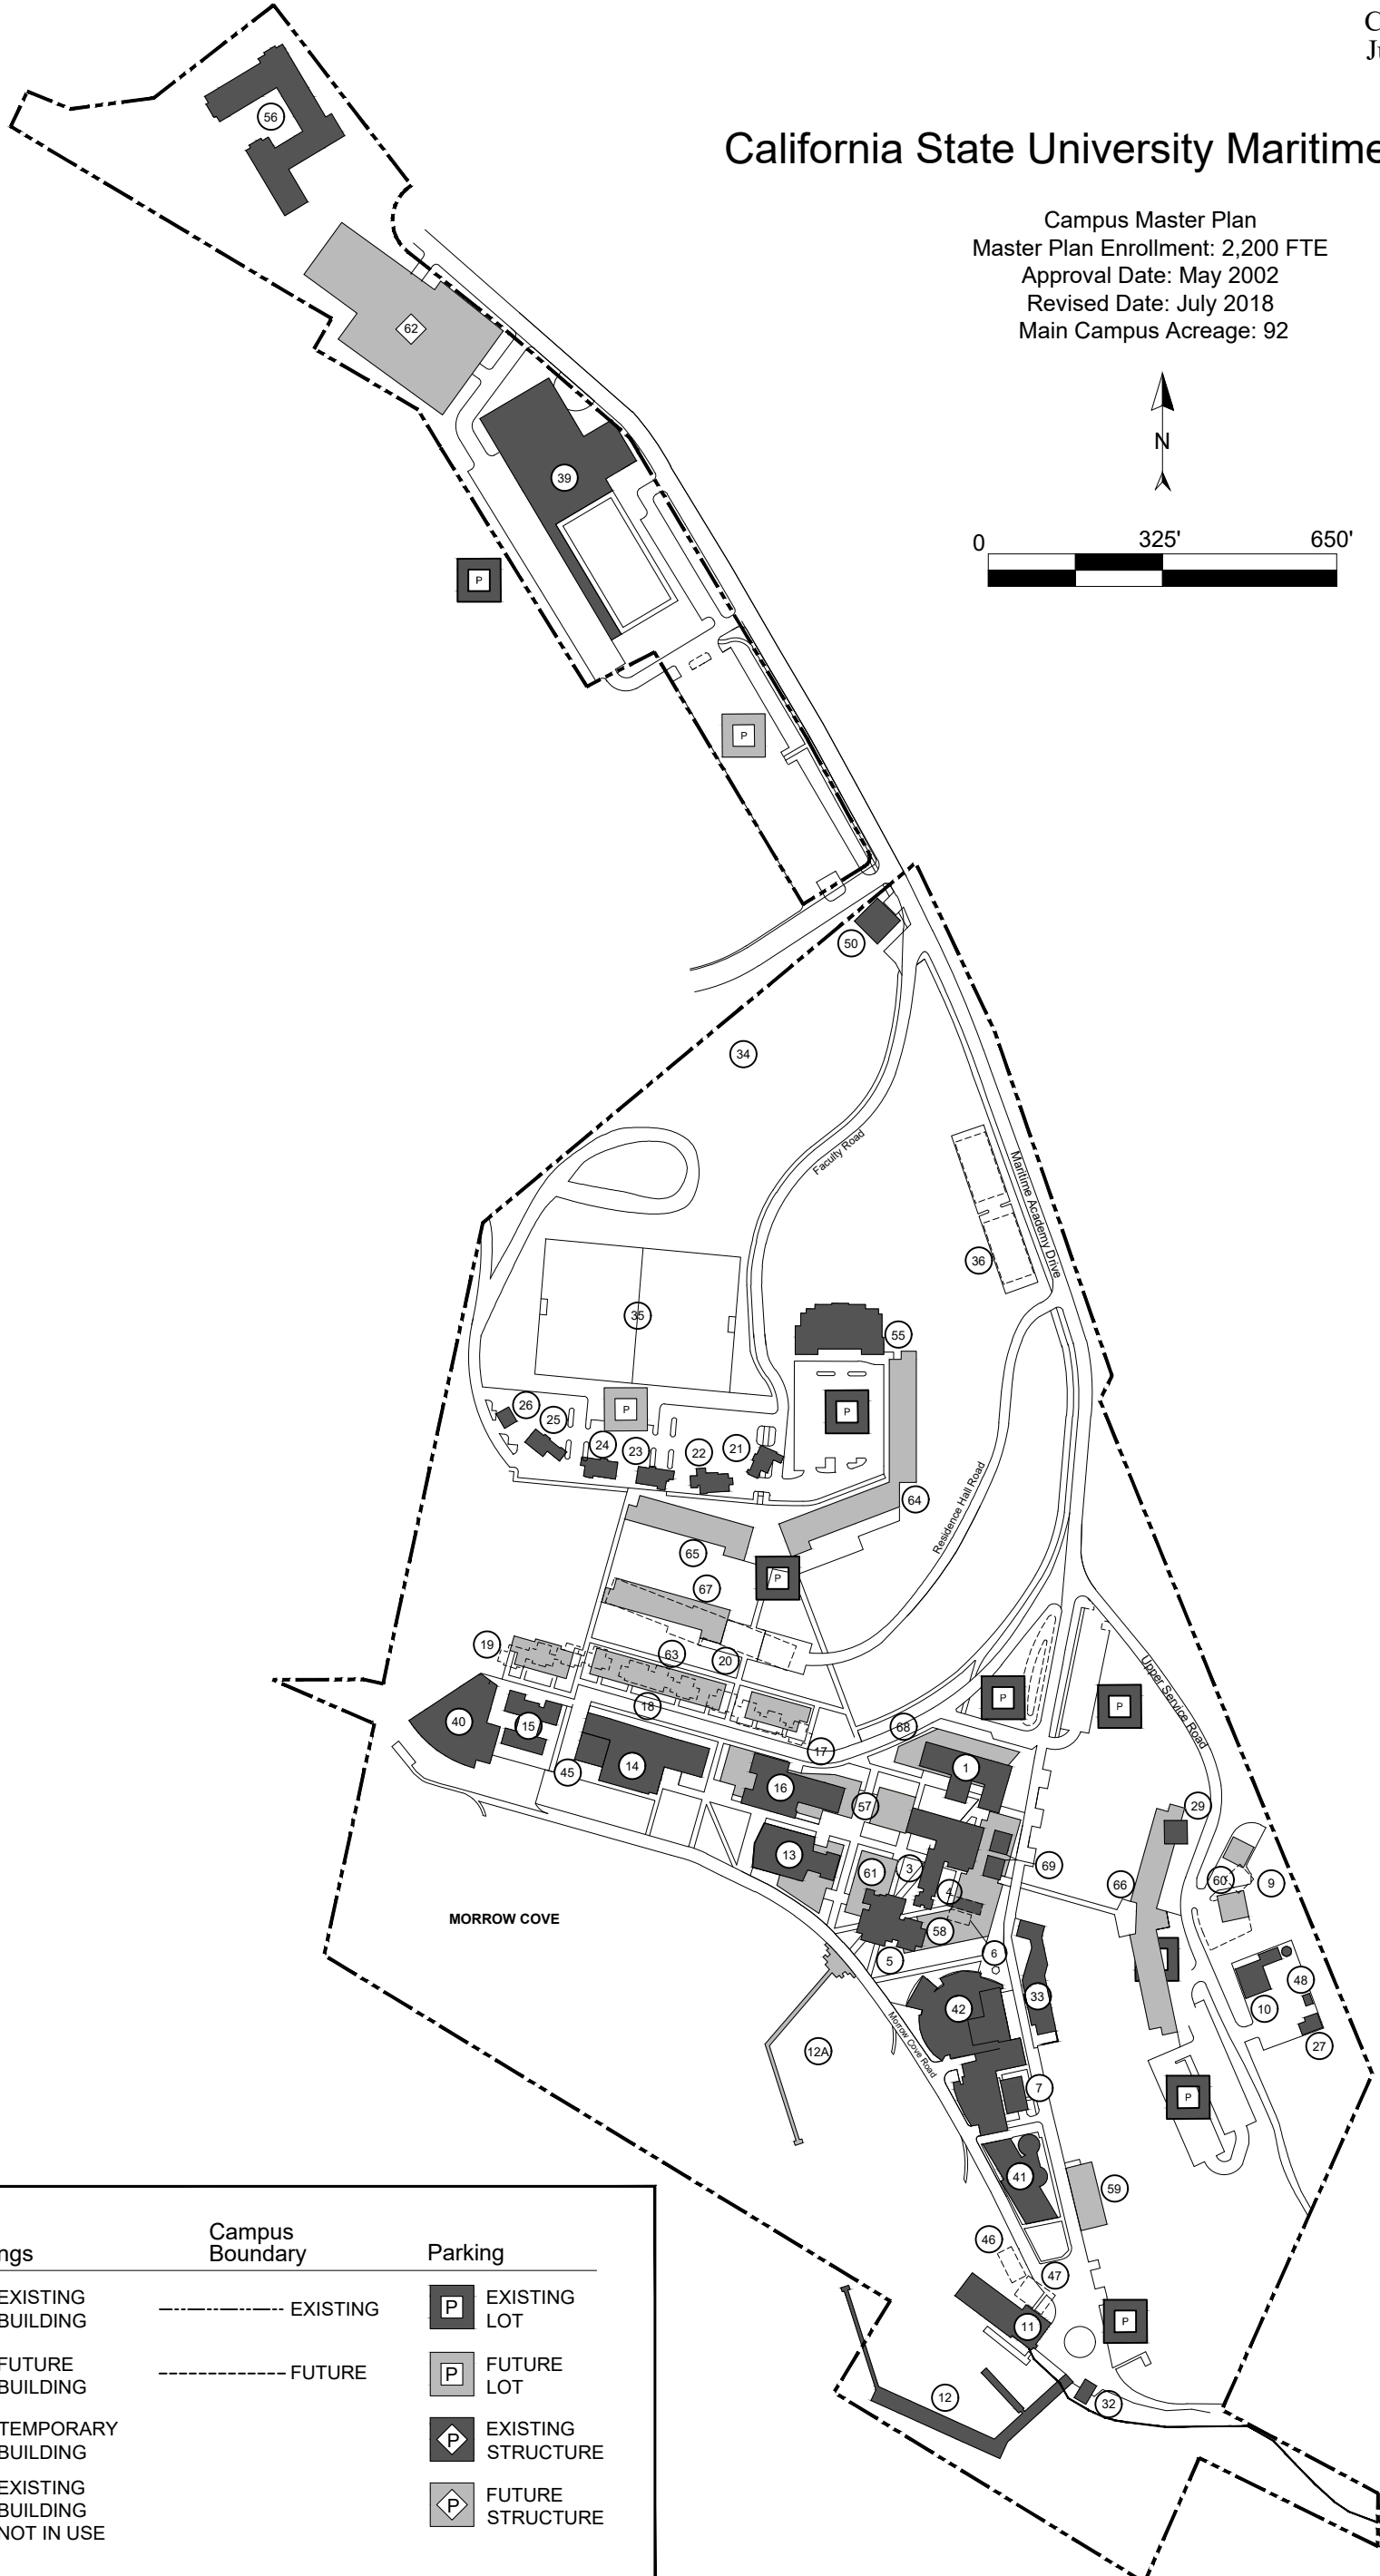 C
Ju
California State University Maritime
Campus Master Plan
Master Plan Enrollment: 2,200 FTE
Approval Date: May 2002
Revised Date: July 2018
Main Campus Acreage: 92
N
0 325' 650'
56
62
39
P
P
50
34
Faculty Road
Maritime Academy Drive
36
35
55
P
P
26
25
24
23
22
21
64
Residence Hall Road
65
P
67
19
63
20
18
17
68
P
P
Upper Service Road
40
15
45
14
16
57
1
13
61
3
4
69
29
66
60
9
MORROW COVE
58
5
6
42
33
10
48
27
12A
Morrow Cove Road
7
P
41
59
46
47
11
P
12
32
ngs
Campus
Boundary
Parking
EXISTING
BUILDING
EXISTING
P
EXISTING
LOT
FUTURE
BUILDING
FUTURE
P
FUTURE
LOT
TEMPORARY
BUILDING
P
EXISTING
STRUCTURE
EXISTING
BUILDING
NOT IN USE
P
FUTURE
STRUCTURE